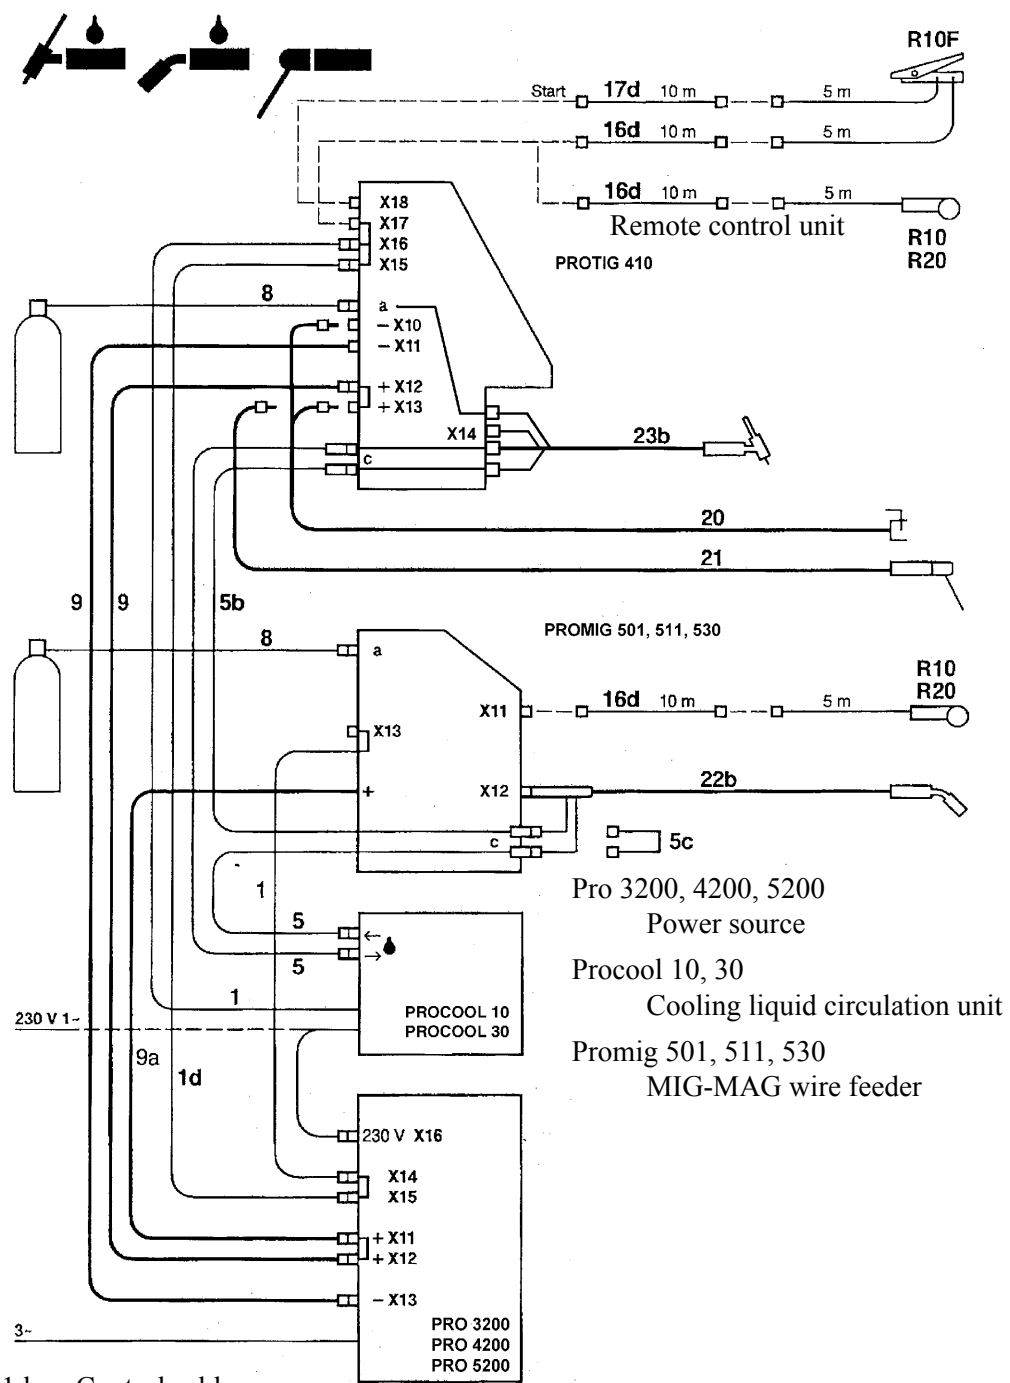 R10F
Start 17d 10 m 5 m
16d 10 m 5 m
16d 10 m 5 m
Remote control unit
R10
R20
PROTIG 410
X18
X17
X16
X15
8
a
− X10
− X11
+ X12
+ X13
X14
23b
c
20
21
9 9 5b
PROMIG 501, 511, 530
8
a
R10
R20
X11 16d 10 m 5 m
X13
+ X12 22b
c 5c
1
Pro 3200, 4200, 5200
Power source
5
5
Procool 10, 30
Cooling liquid circulation unit
1
PROCOOL 10
230 V 1~ PROCOOL 30
Promig 501, 511, 530
MIG-MAG wire feeder
9a
1d
230 V X16
X14
X15
+ X11
+ X12
− X13
3~
PRO 3200
PRO 4200
PRO 5200